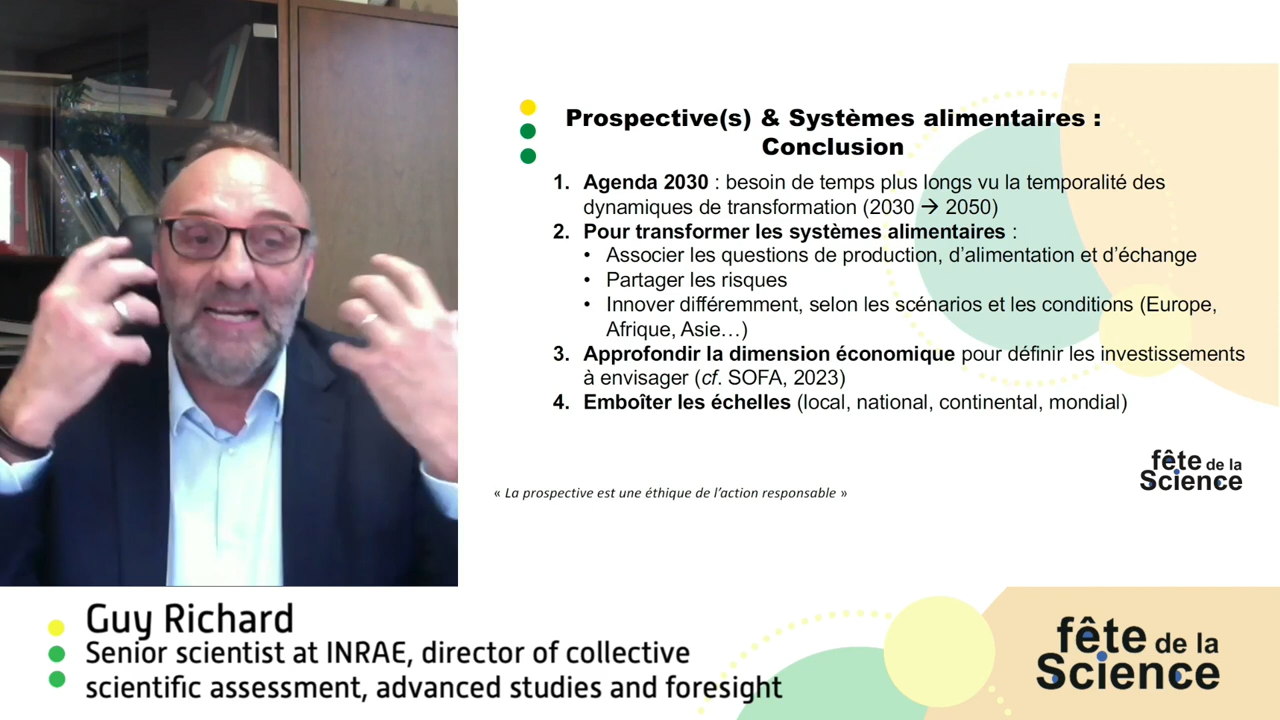 Prospective(s) & Systèmes alimentaires :
Conclusion
1. Agenda 2030 : besoin de temps plus longs vu la temporalité des
dynamiques de transformation (2030 → 2050)
2. Pour transformer les systèmes alimentaires :
• Associer les questions de production, d'alimentation et d'échange
• Partager les risques
• Innover différemment, selon les scénarios et les conditions (Europe,
Afrique, Asie…)
3. Approfondir la dimension économique pour définir les investissements
à envisager (cf. SOFA, 2023)
4. Emboîter les échelles (local, national, continental, mondial)
fête de la
Science
« La prospective est une éthique de l'action responsable »
Guy Richard
Senior scientist at INRAE, director of collective
scientific assessment, advanced studies and foresight
fête de la
Science